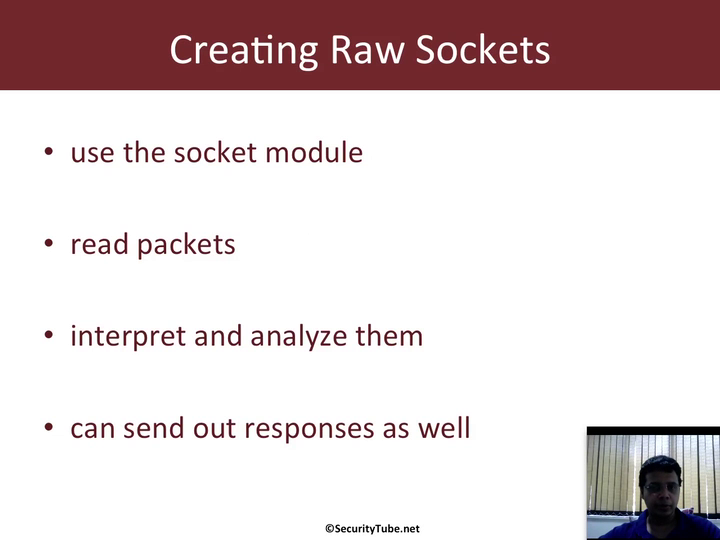 Creating Raw Sockets
• use the socket module
• read packets
• interpret and analyze them
• can send out responses as well
©SecurityTube.net